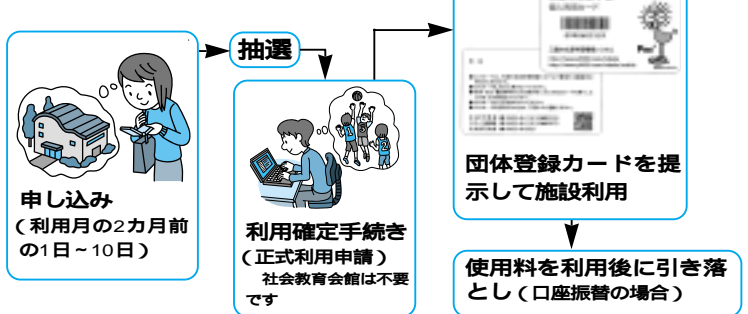 申し込み
(利用月の2カ月前
の1日~10日)
抽選
利用確定手続き
(正式利用申請)
社会教育会館は不要
です
団体登録カードを提
示して施設利用
使用料を利用後に引き落
とし(口座振替の場合)